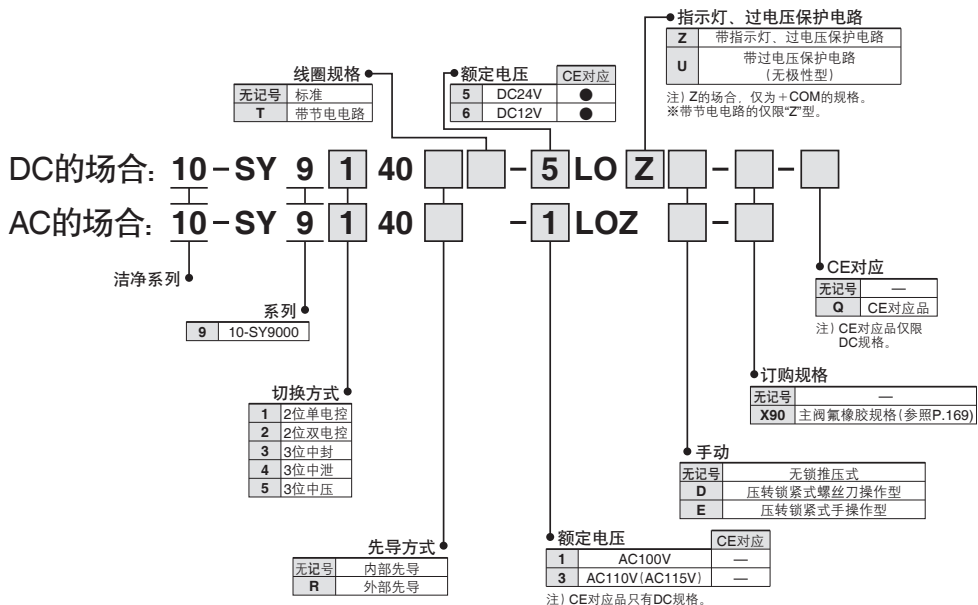 指示灯、过电压保护电路
Z 带指示灯、过电压保护电路
U 带过电压保护电路
(无极性型)
注) Z的场合，仅为＋COM的规格。
※带节电电路的仅限“Z”型。
线圈规格
无记号 标准
T 带节电电路
额定电压 CE对应
5 DC24V ●
6 DC12V ●
DC的场合: 10-SY 9 1 40 - 5 LO Z - -
AC的场合: 10-SY 9 1 40 - 1 LOZ -
洁净系列
系列
9 10-SY9000
切换方式
1 2位单电控
2 2位双电控
3 3位中封
4 3位中泄
5 3位中压
先导方式
无记号 内部先导
R 外部先导
CE对应
无记号 —
Q CE对应品
注) CE对应品仅限
DC规格。
订购规格
无记号 —
X90 主阀氟橡胶规格(参照P.169)
手动
无记号 无锁推压式
D 压转锁紧式螺丝刀操作型
E 压转锁紧式手操作型
额定电压 CE对应
1 AC100V —
3 AC110V(AC115V) —
注) CE对应品只有DC规格。